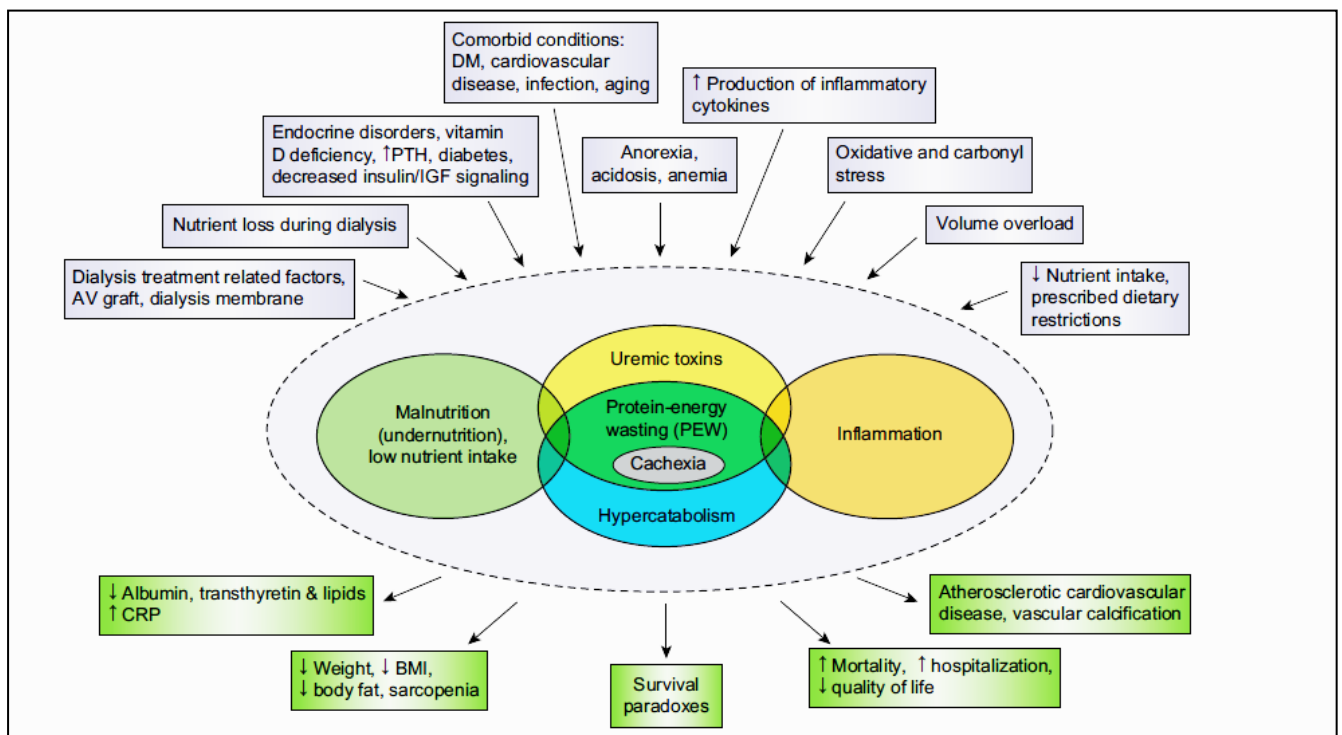 Comorbid conditions:
DM, cardiovascular
disease, infection, aging
↑ Production of inflammatory
cytokines
Endocrine disorders, vitamin
D deficiency, ↑PTH, diabetes,
decreased insulin/IGF signaling
Anorexia,
acidosis, anemia
Oxidative and carbonyl
stress
Nutrient loss during dialysis
Volume overload
Dialysis treatment related factors,
AV graft, dialysis membrane
↓ Nutrient intake,
prescribed dietary
restrictions
Uremic toxins
Malnutrition
(undernutrition),
low nutrient intake
Protein-energy
wasting (PEW)
Cachexia
Inflammation
Hypercatabolism
↓ Albumin, transthyretin & lipids
↑ CRP
Atherosclerotic cardiovascular
disease, vascular calcification
↓ Weight, ↓ BMI,
↓ body fat, sarcopenia
Survival
paradoxes
↑ Mortality, ↑ hospitalization,
↓ quality of life